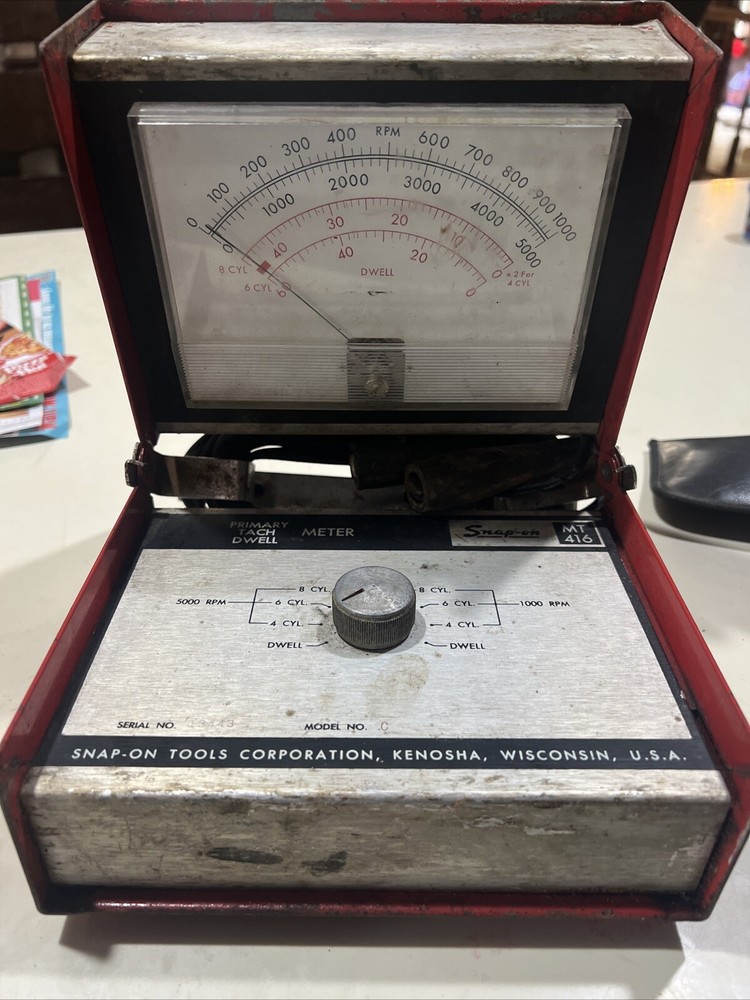 RPM
0 100 200 300 400 600 700 800 900 1000
0 1000 2000 3000 4000 5000
8 CYL 40 30 20 10 0 x 2 For
4 CYL
6 CYL 60 40 20 0
DWELL
PRIMARY
TACH
DWELL
METER
Snap-on
MT
416
5000 RPM
8 CYL.
6 CYL.
4 CYL.
DWELL
8 CYL.
6 CYL.
4 CYL.
DWELL
1000 RPM
SERIAL NO.
MODEL NO. C
SNAP-ON TOOLS CORPORATION, KENOSHA, WISCONSIN, U.S.A.